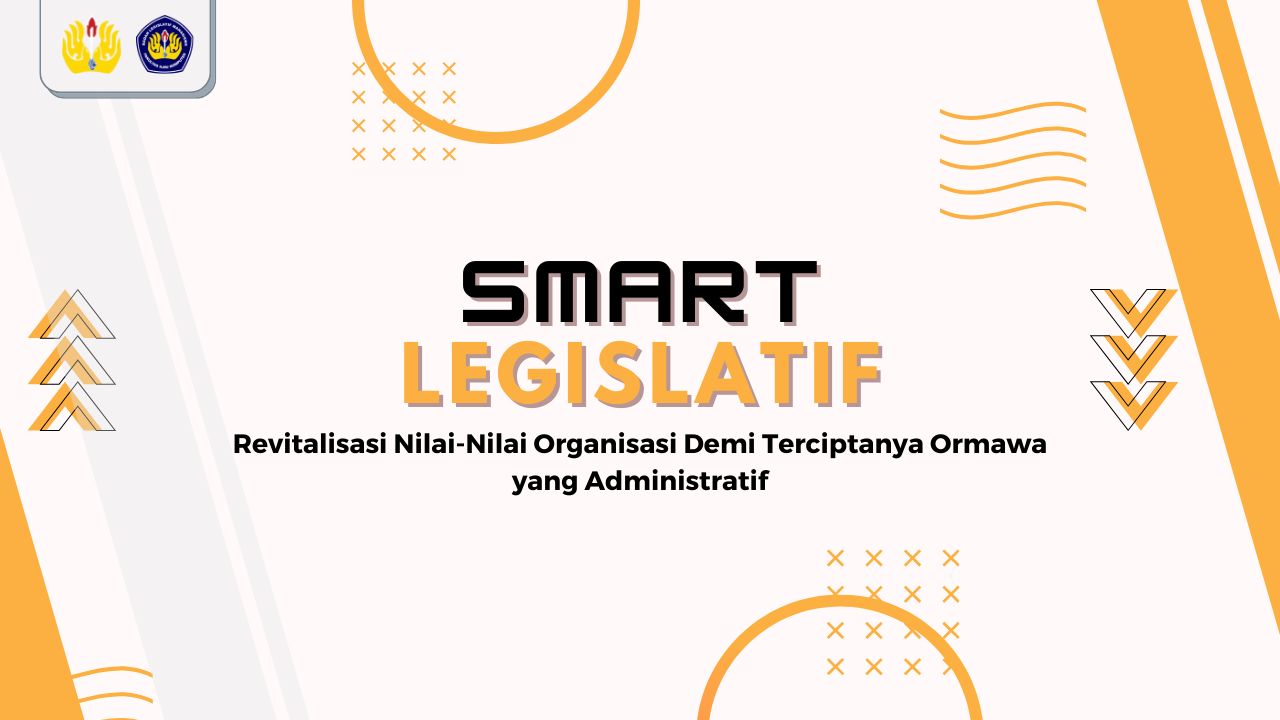 SMART
LEGISLATIF
Revitalisasi Nilai-Nilai Organisasi Demi Terciptanya Ormawa
yang Administratif